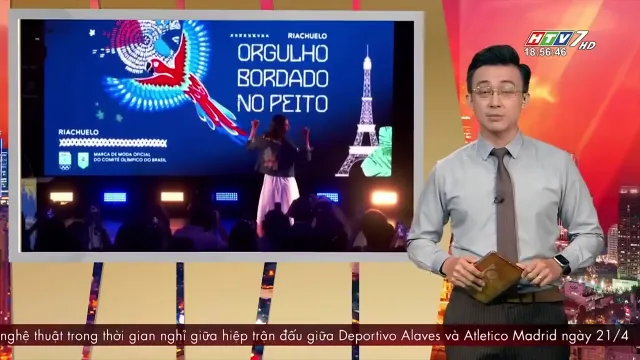 RIACHUELO
ORGULHO
BORDADO
NO PEITO
RIACHUELO
MARCA DE MODA OFICIAL
DO COMITÊ OLÍMPICO DO BRASIL
HTV7 HD
18:56:46
nghệ thuật trong thời gian nghỉ giữa hiệp trận đấu giữa Deportivo Alaves và Atletico Madrid ngày 21/4